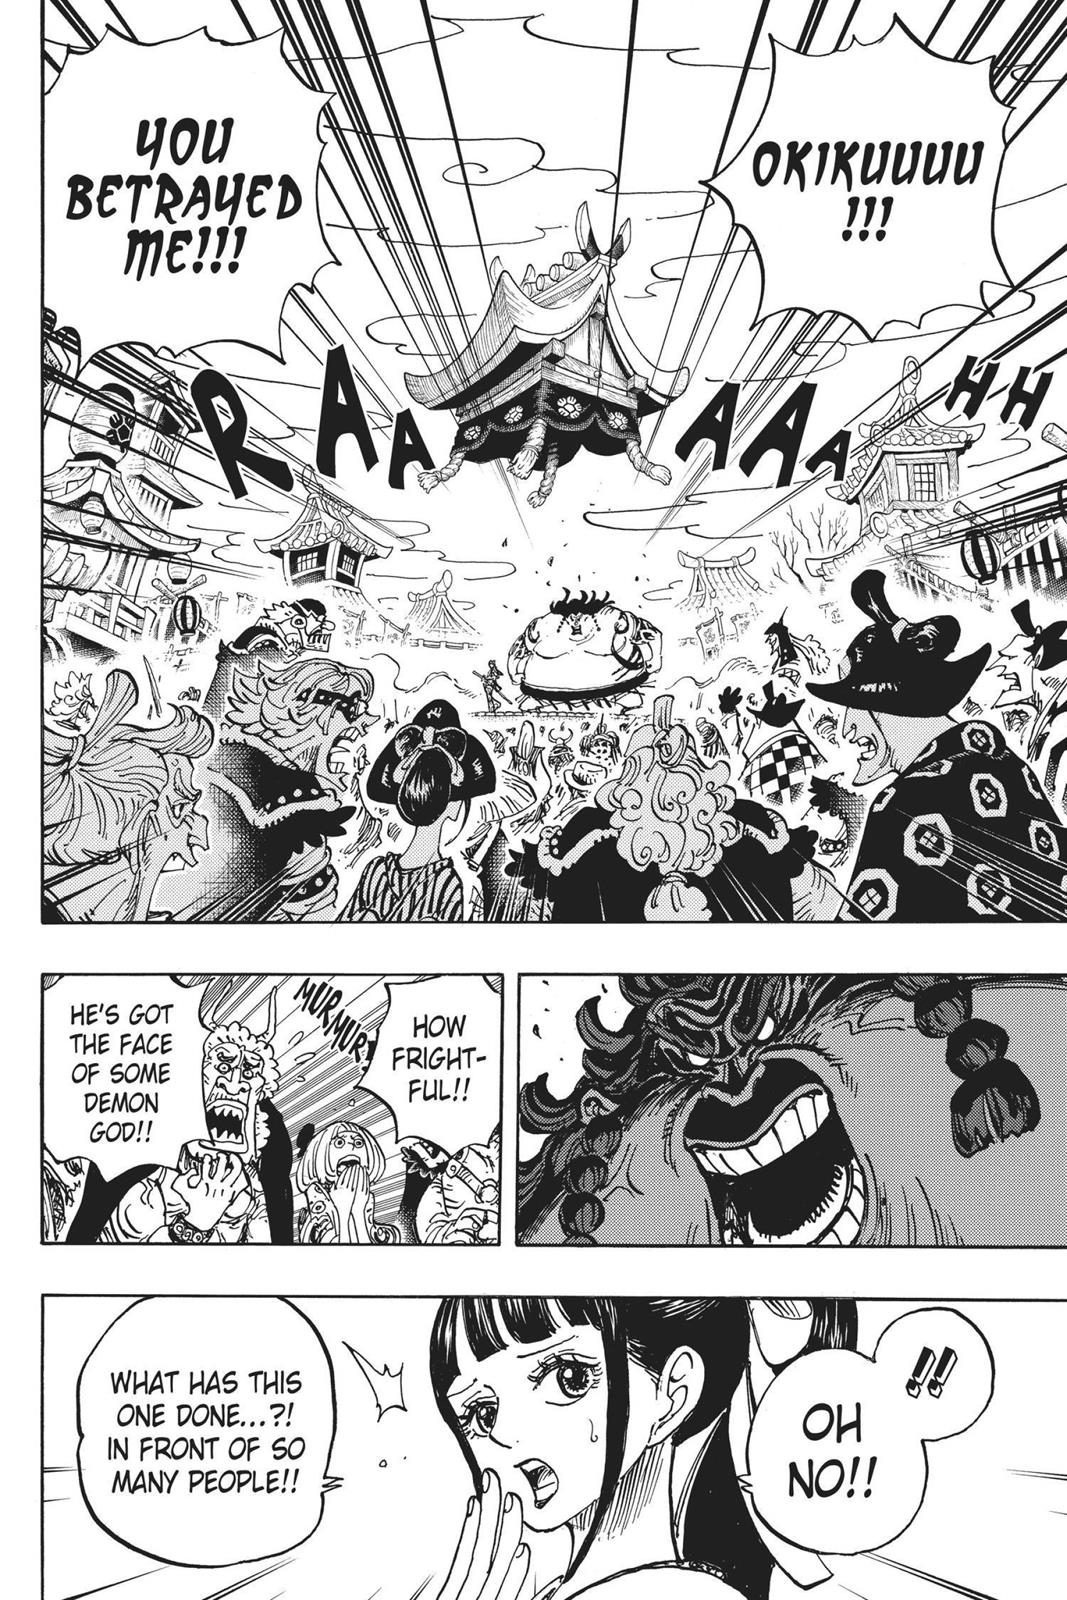 OKIKUUUU
!!!
YOU
BETRAYED
ME!!!
RAAAAAAHHH
HOW
FRIGHT-
FUL!!
MURMUR
HE'S GOT
THE FACE
OF SOME
DEMON
GOD!!
!!
OH
NO!!
WHAT HAS THIS
ONE DONE...?!
IN FRONT OF SO
MANY PEOPLE!!